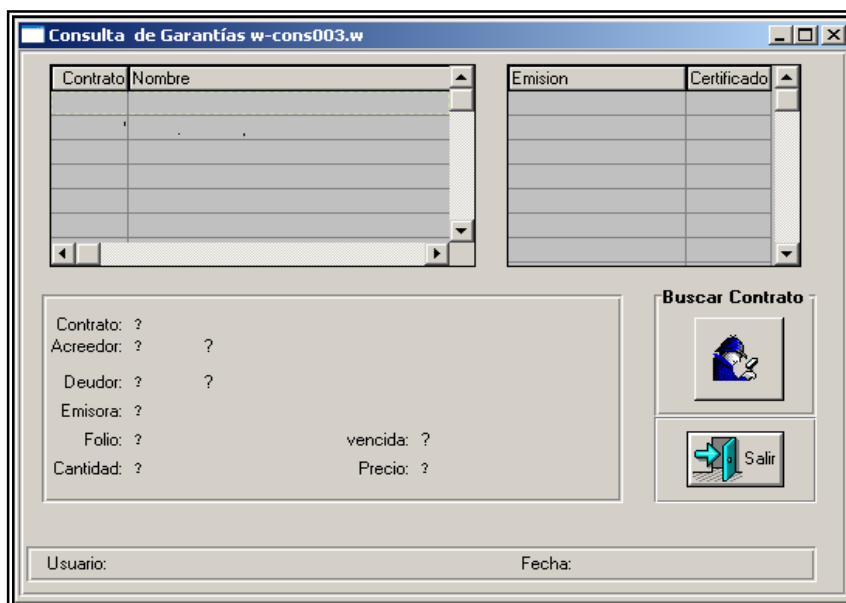 Consulta de Garantías w-cons003.w
Contrato Nombre
Emision Certificado
Buscar Contrato
Contrato: ?
Acreedor: ? ?
Deudor: ? ?
Emisora: ?
Folio: ? vencida: ?
Cantidad: ? Precio: ?
Salir
Usuario: Fecha: